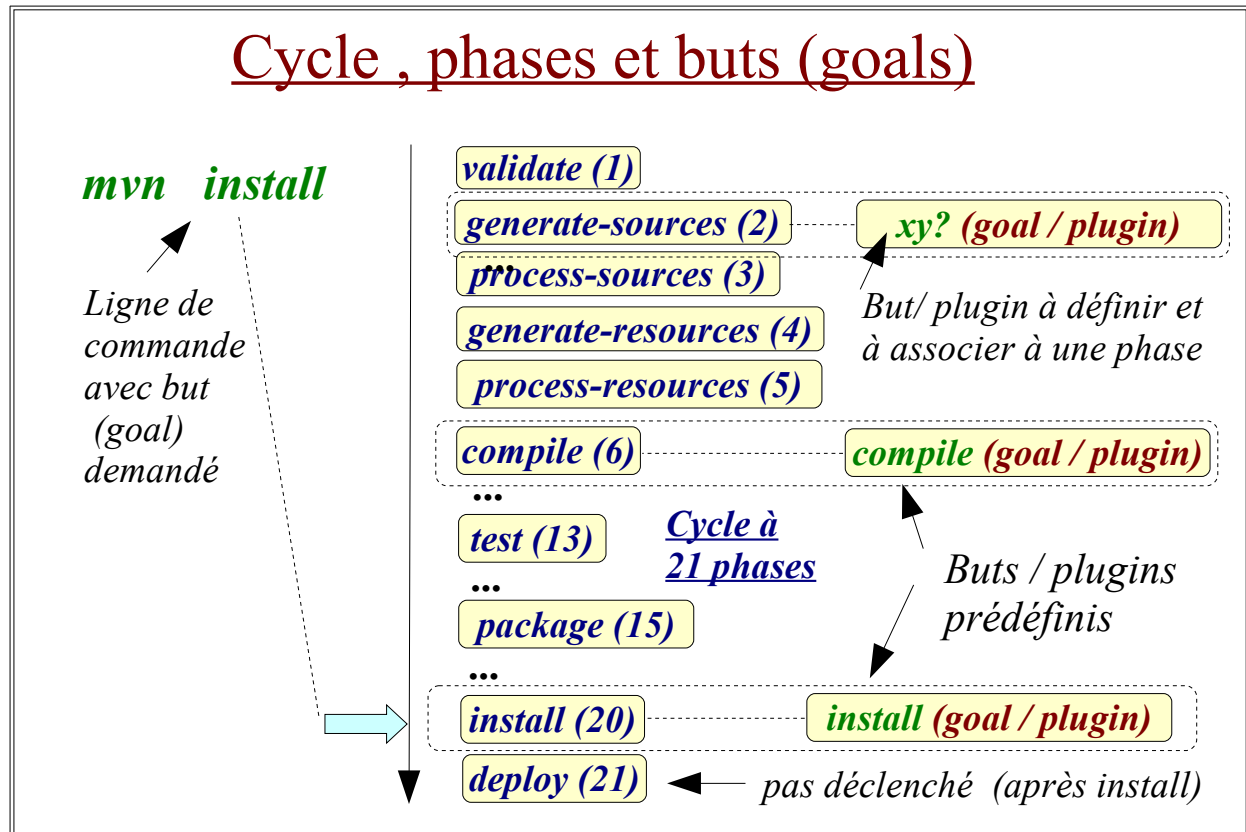 Cycle , phases et buts (goals)
mvn install
Ligne de
commande
avec but
(goal)
demandé
validate (1)
generate-sources (2)
xy? (goal / plugin)
...
process-sources (3)
But/ plugin à définir et
à associer à une phase
generate-resources (4)
process-resources (5)
compile (6)
compile (goal / plugin)
...
test (13)
Cycle à
21 phases
...
Buts / plugins
prédéfinis
package (15)
...
install (20)
install (goal / plugin)
deploy (21)
pas déclenché (après install)